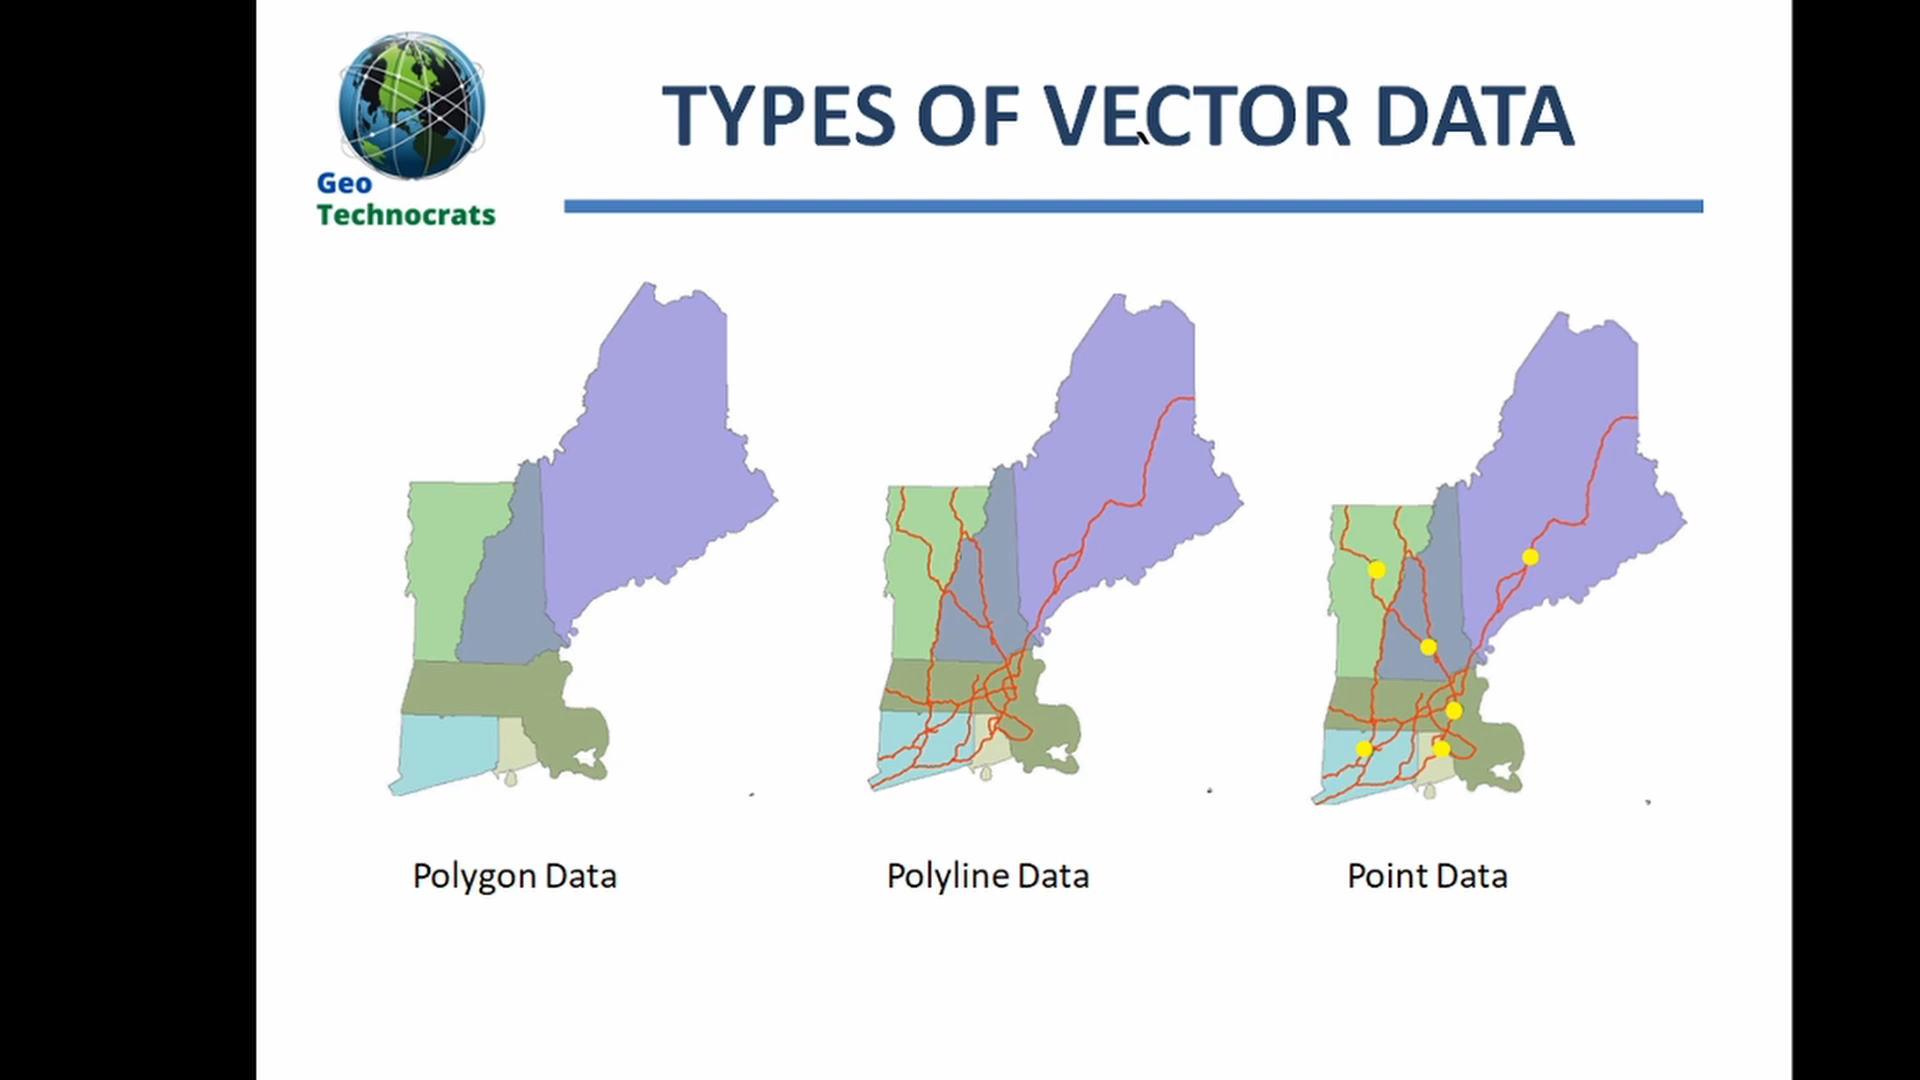 Geo
Technocrats
TYPES OF VECTOR DATA
Polygon Data
Polyline Data
Point Data